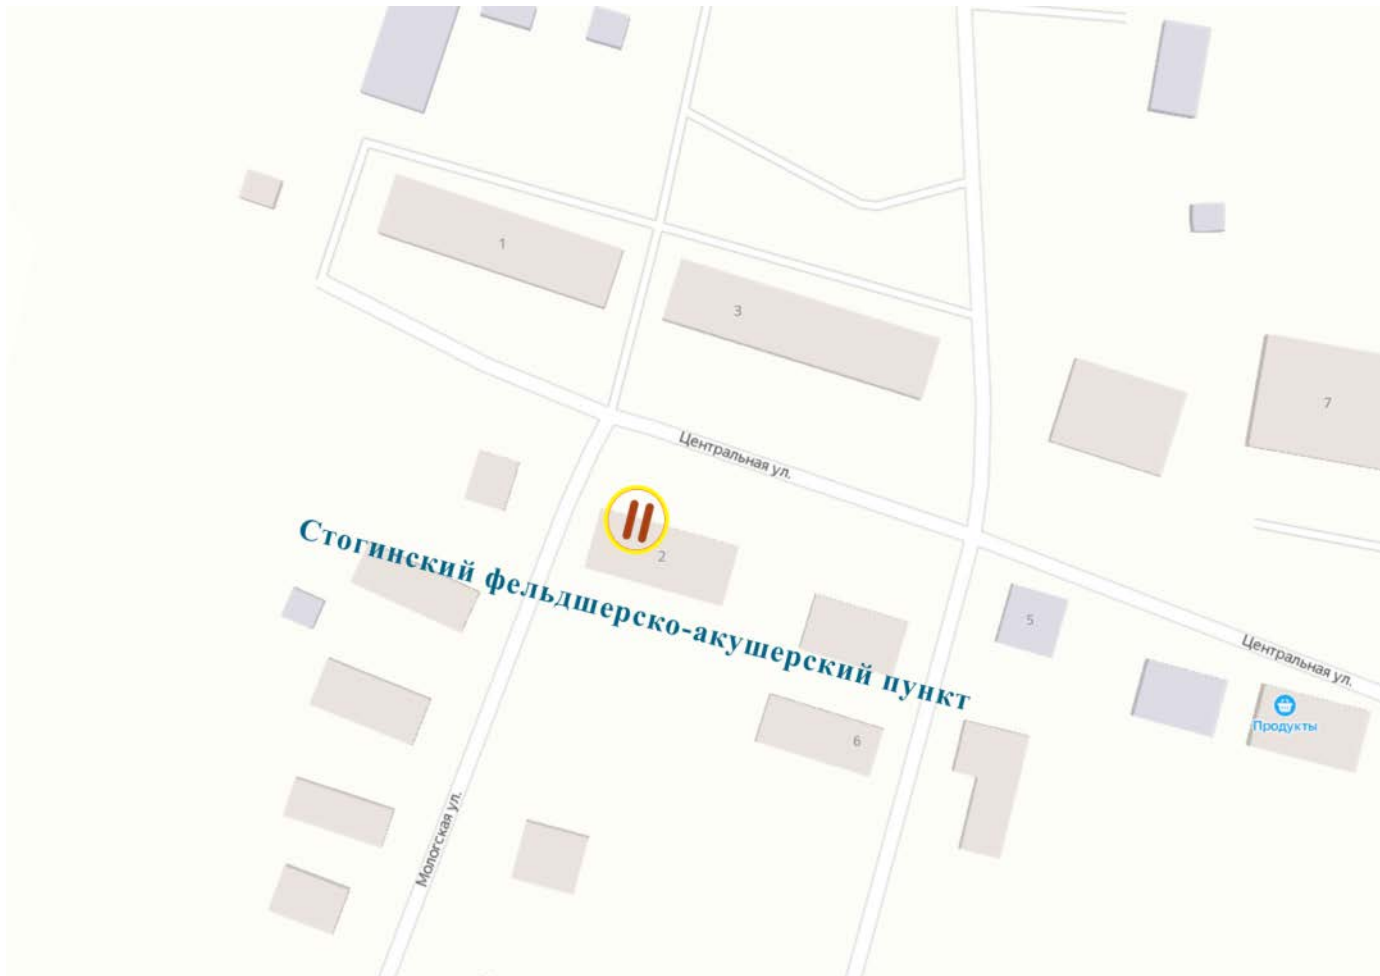 1
3
7
Центральная ул.
2
Стогинский фельдшерско-акушерский пункт
5
Центральная ул.
Продукты
6
Мологская ул.